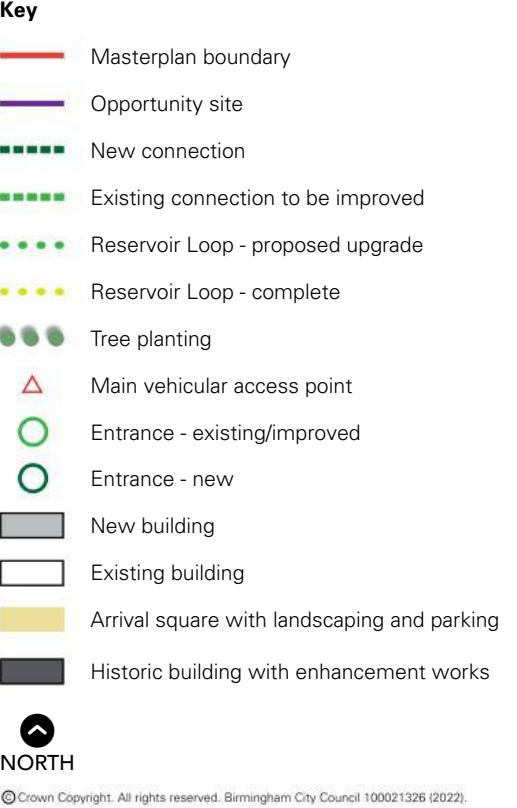 Key
Masterplan boundary
Opportunity site
New connection
Existing connection to be improved
Reservoir Loop - proposed upgrade
Reservoir Loop - complete
Tree planting
Main vehicular access point
Entrance - existing/improved
Entrance - new
New building
Existing building
Arrival square with landscaping and parking
Historic building with enhancement works
NORTH
©Crown Copyright. All rights reserved. Birmingham City Council 100021326 (2022).